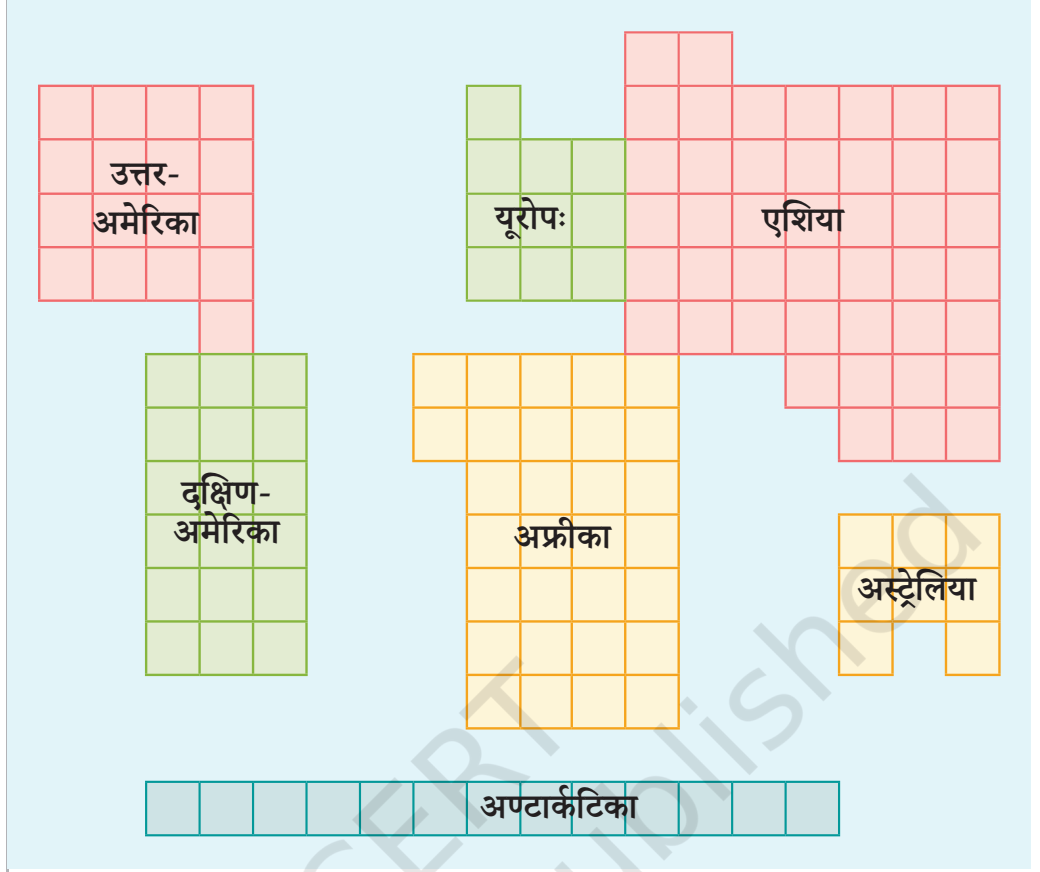 उत्तर-
अमेरिका
यूरोपः
एशिया
दक्षिण-
अमेरिका
अफ्रीका
अस्ट्रेलिया
अण्टार्कटिका